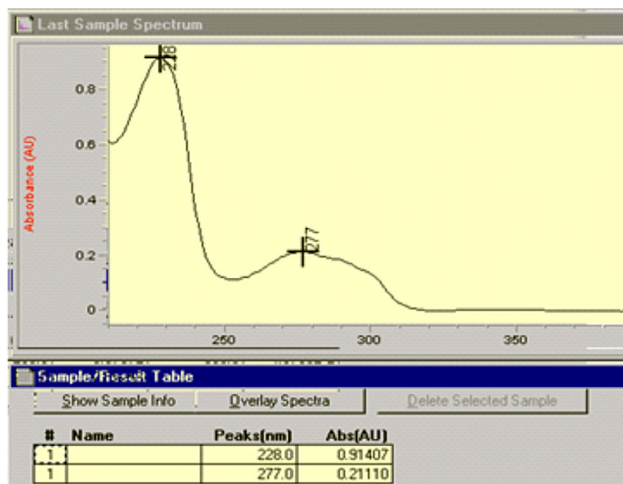 Last Sample Spectrum
Absorbance (AU)
0.8
0.6
0.4
0.2
0
228
277
250 300 350
Sample/Result Table
Show Sample Info Overlay Spectra Delete Selected Sample
# Name Peaks(nm) Abs(AU)
1 228.0 0.91407
1 277.0 0.21110